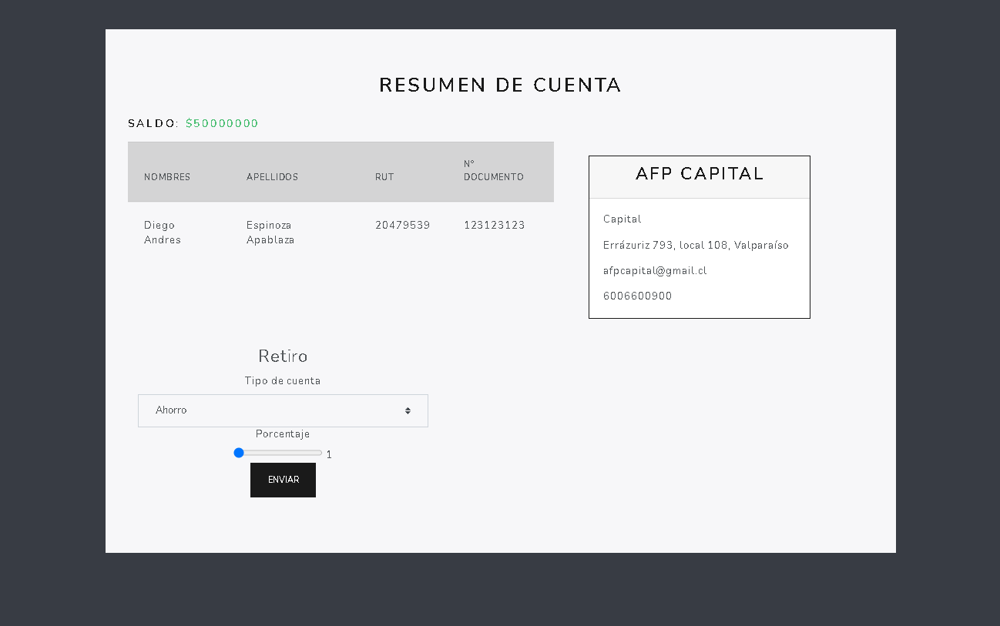 RESUMEN DE CUENTA
SALDO: $50000000
NOMBRES APELLIDOS RUT N° DOCUMENTO
Diego Andres Espinoza Apablaza 20479539 123123123
AFP CAPITAL
Capital
Errázuriz 793, local 108, Valparaíso
afpcapital@gmail.cl
6006600900
Retiro
Tipo de cuenta
Ahorro
Porcentaje
1
ENVIAR